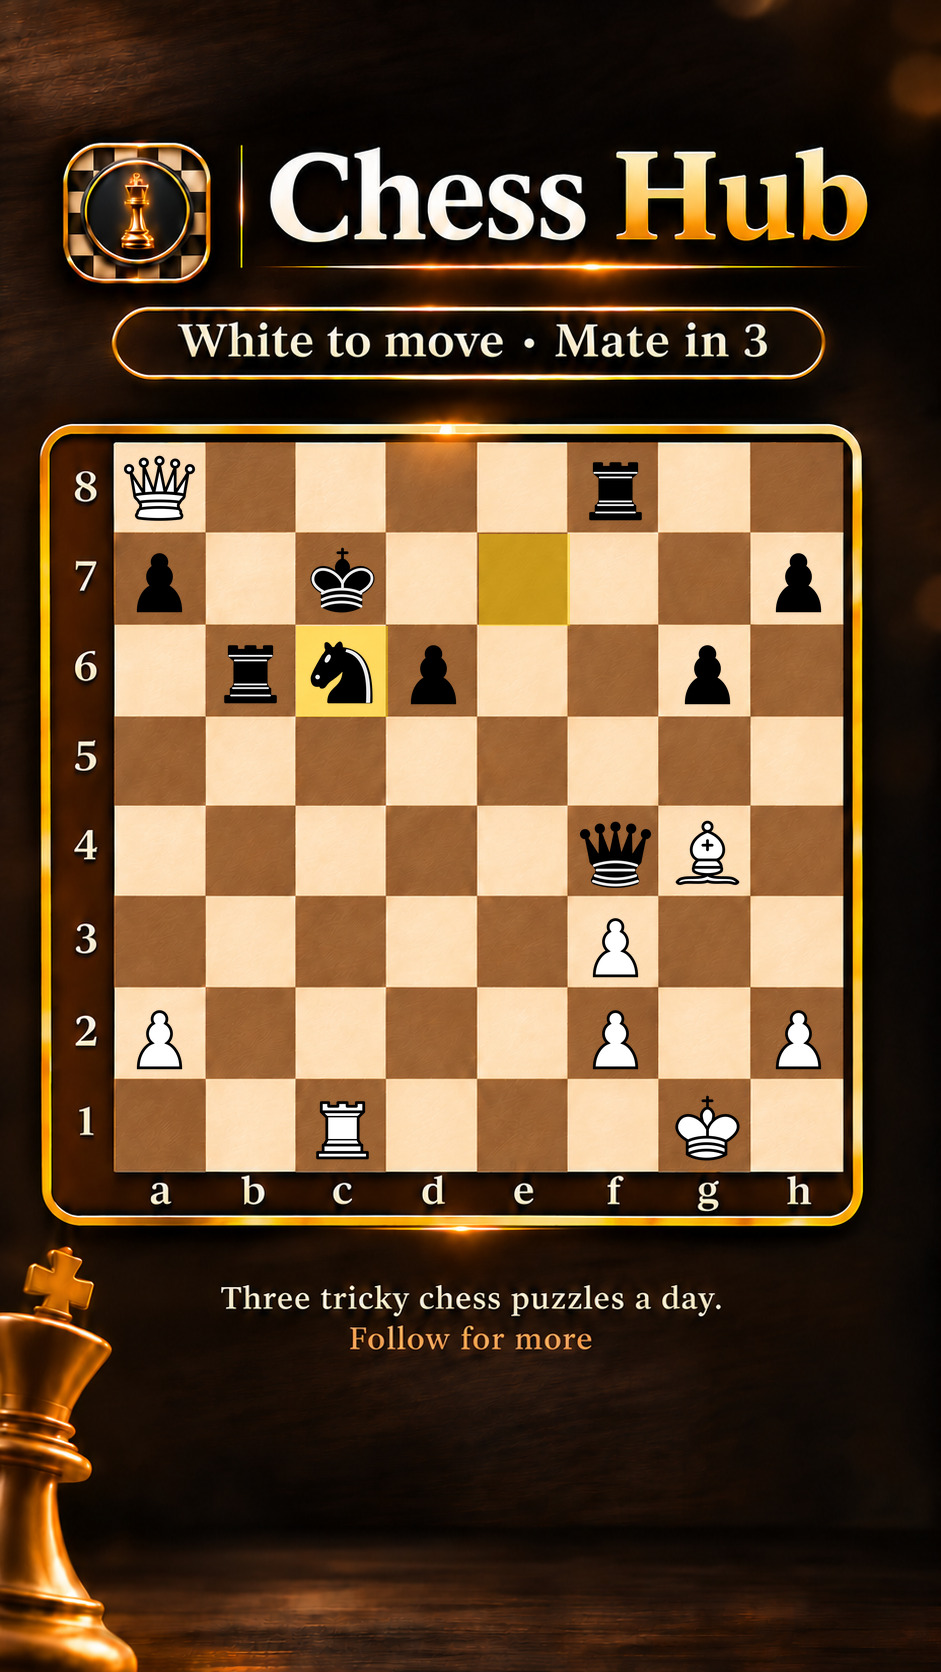 Chess Hub
White to move • Mate in 3
8
7
6
5
4
3
2
1
a b c d e f g h
Three tricky chess puzzles a day.
Follow for more